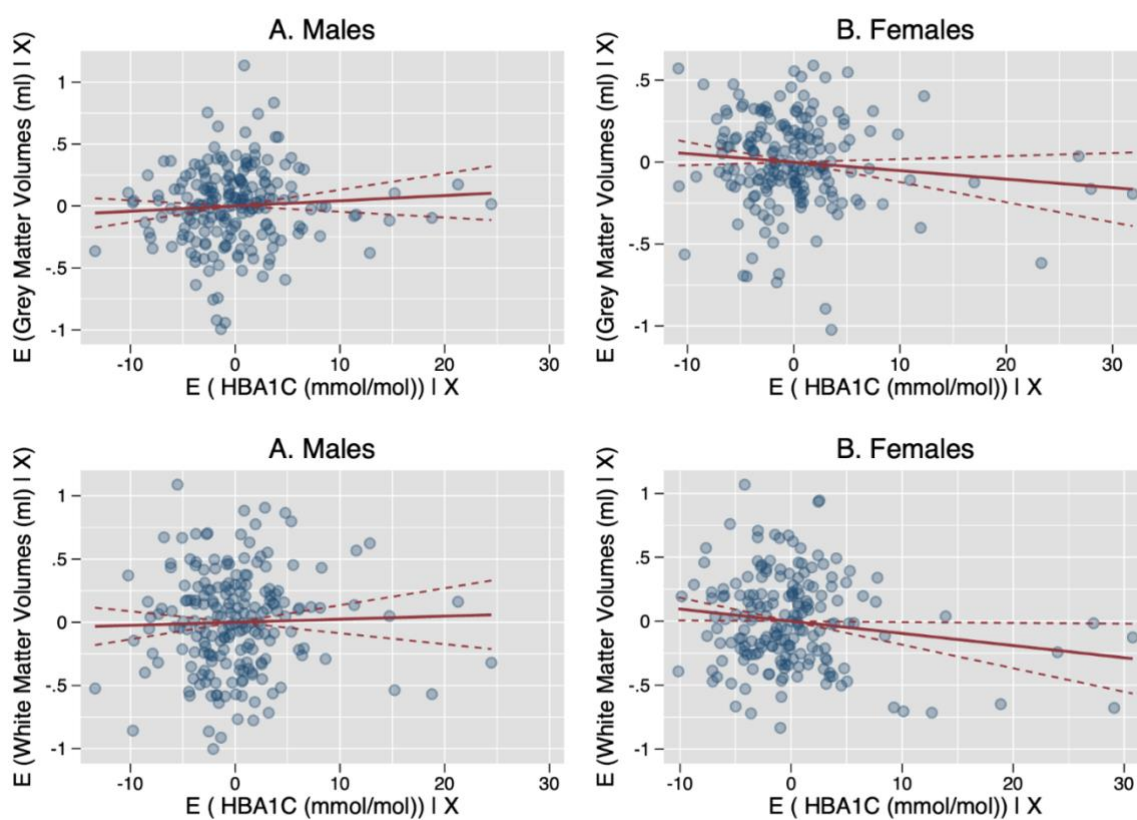 A. Males
E (Grey Matter Volumes (ml) | X)
1
.5
0
-.5
-1
-10 0 10 20 30
E ( HBA1C (mmol/mol)) | X
B. Females
E (Grey Matter Volumes (ml) | X)
.5
0
-.5
-1
-10 0 10 20 30
E ( HBA1C (mmol/mol)) | X
A. Males
E (White Matter Volumes (ml) | X)
1
.5
0
-.5
-1
-10 0 10 20 30
E ( HBA1C (mmol/mol)) | X
B. Females
E (White Matter Volumes (ml) | X)
1
.5
0
-.5
-1
-10 0 10 20 30
E ( HBA1C (mmol/mol)) | X